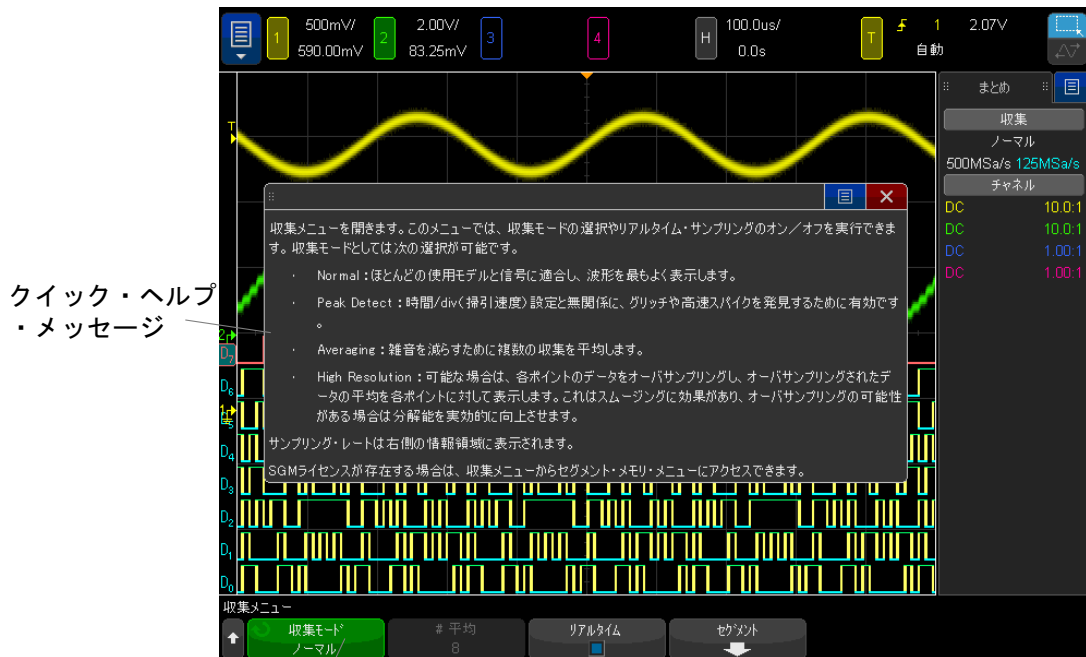 500mV/ 2.00V/ 100.0us/ 1 2.07V
1 2 3 4 H T
590.00mV 83.25mV 0.0s 自動
まとめ
収集
ノーマル
500MSa/s 125MSa/s
チャネル
DC 10.0:1
DC 10.0:1
DC 1.00:1
DC 1.00:1
T
収集メニューを開きます。このメニューでは、収集モードの選択やリアルタイム・サンプリングのオン/オフを実行できま
す。収集モードとしては次の選択が可能です。
· Normal:ほとんどの使用モデルと信号に適合し、波形を最もよく表示します。
· Peak Detect:時間/div(掃引速度)設定と無関係に、グリッチや高速スパイクを発見するために有効です
。
· Averaging:雑音を減らすために複数の収集を平均します。
· High Resolution:可能な場合は、各ポイントのデータをオーバサンプリングし、オーバサンプリングされたデ
ータの平均を各ポイントに対して表示します。これはスムージングに効果があり、オーバサンプリングの可能性
がある場合は分解能を実効的に向上させます。
サンプリング・レートは右側の情報領域に表示されます。
SGMライセンスが存在する場合は、収集メニューからセグメント・メモリ・メニューにアクセスできます。
クイック・ヘルプ
・メッセージ
2
D7
D6
1
D4
D3
D2
D1
D0
収集メニュー
収集モード # 平均 リアルタイム セグメント
ノーマル 8